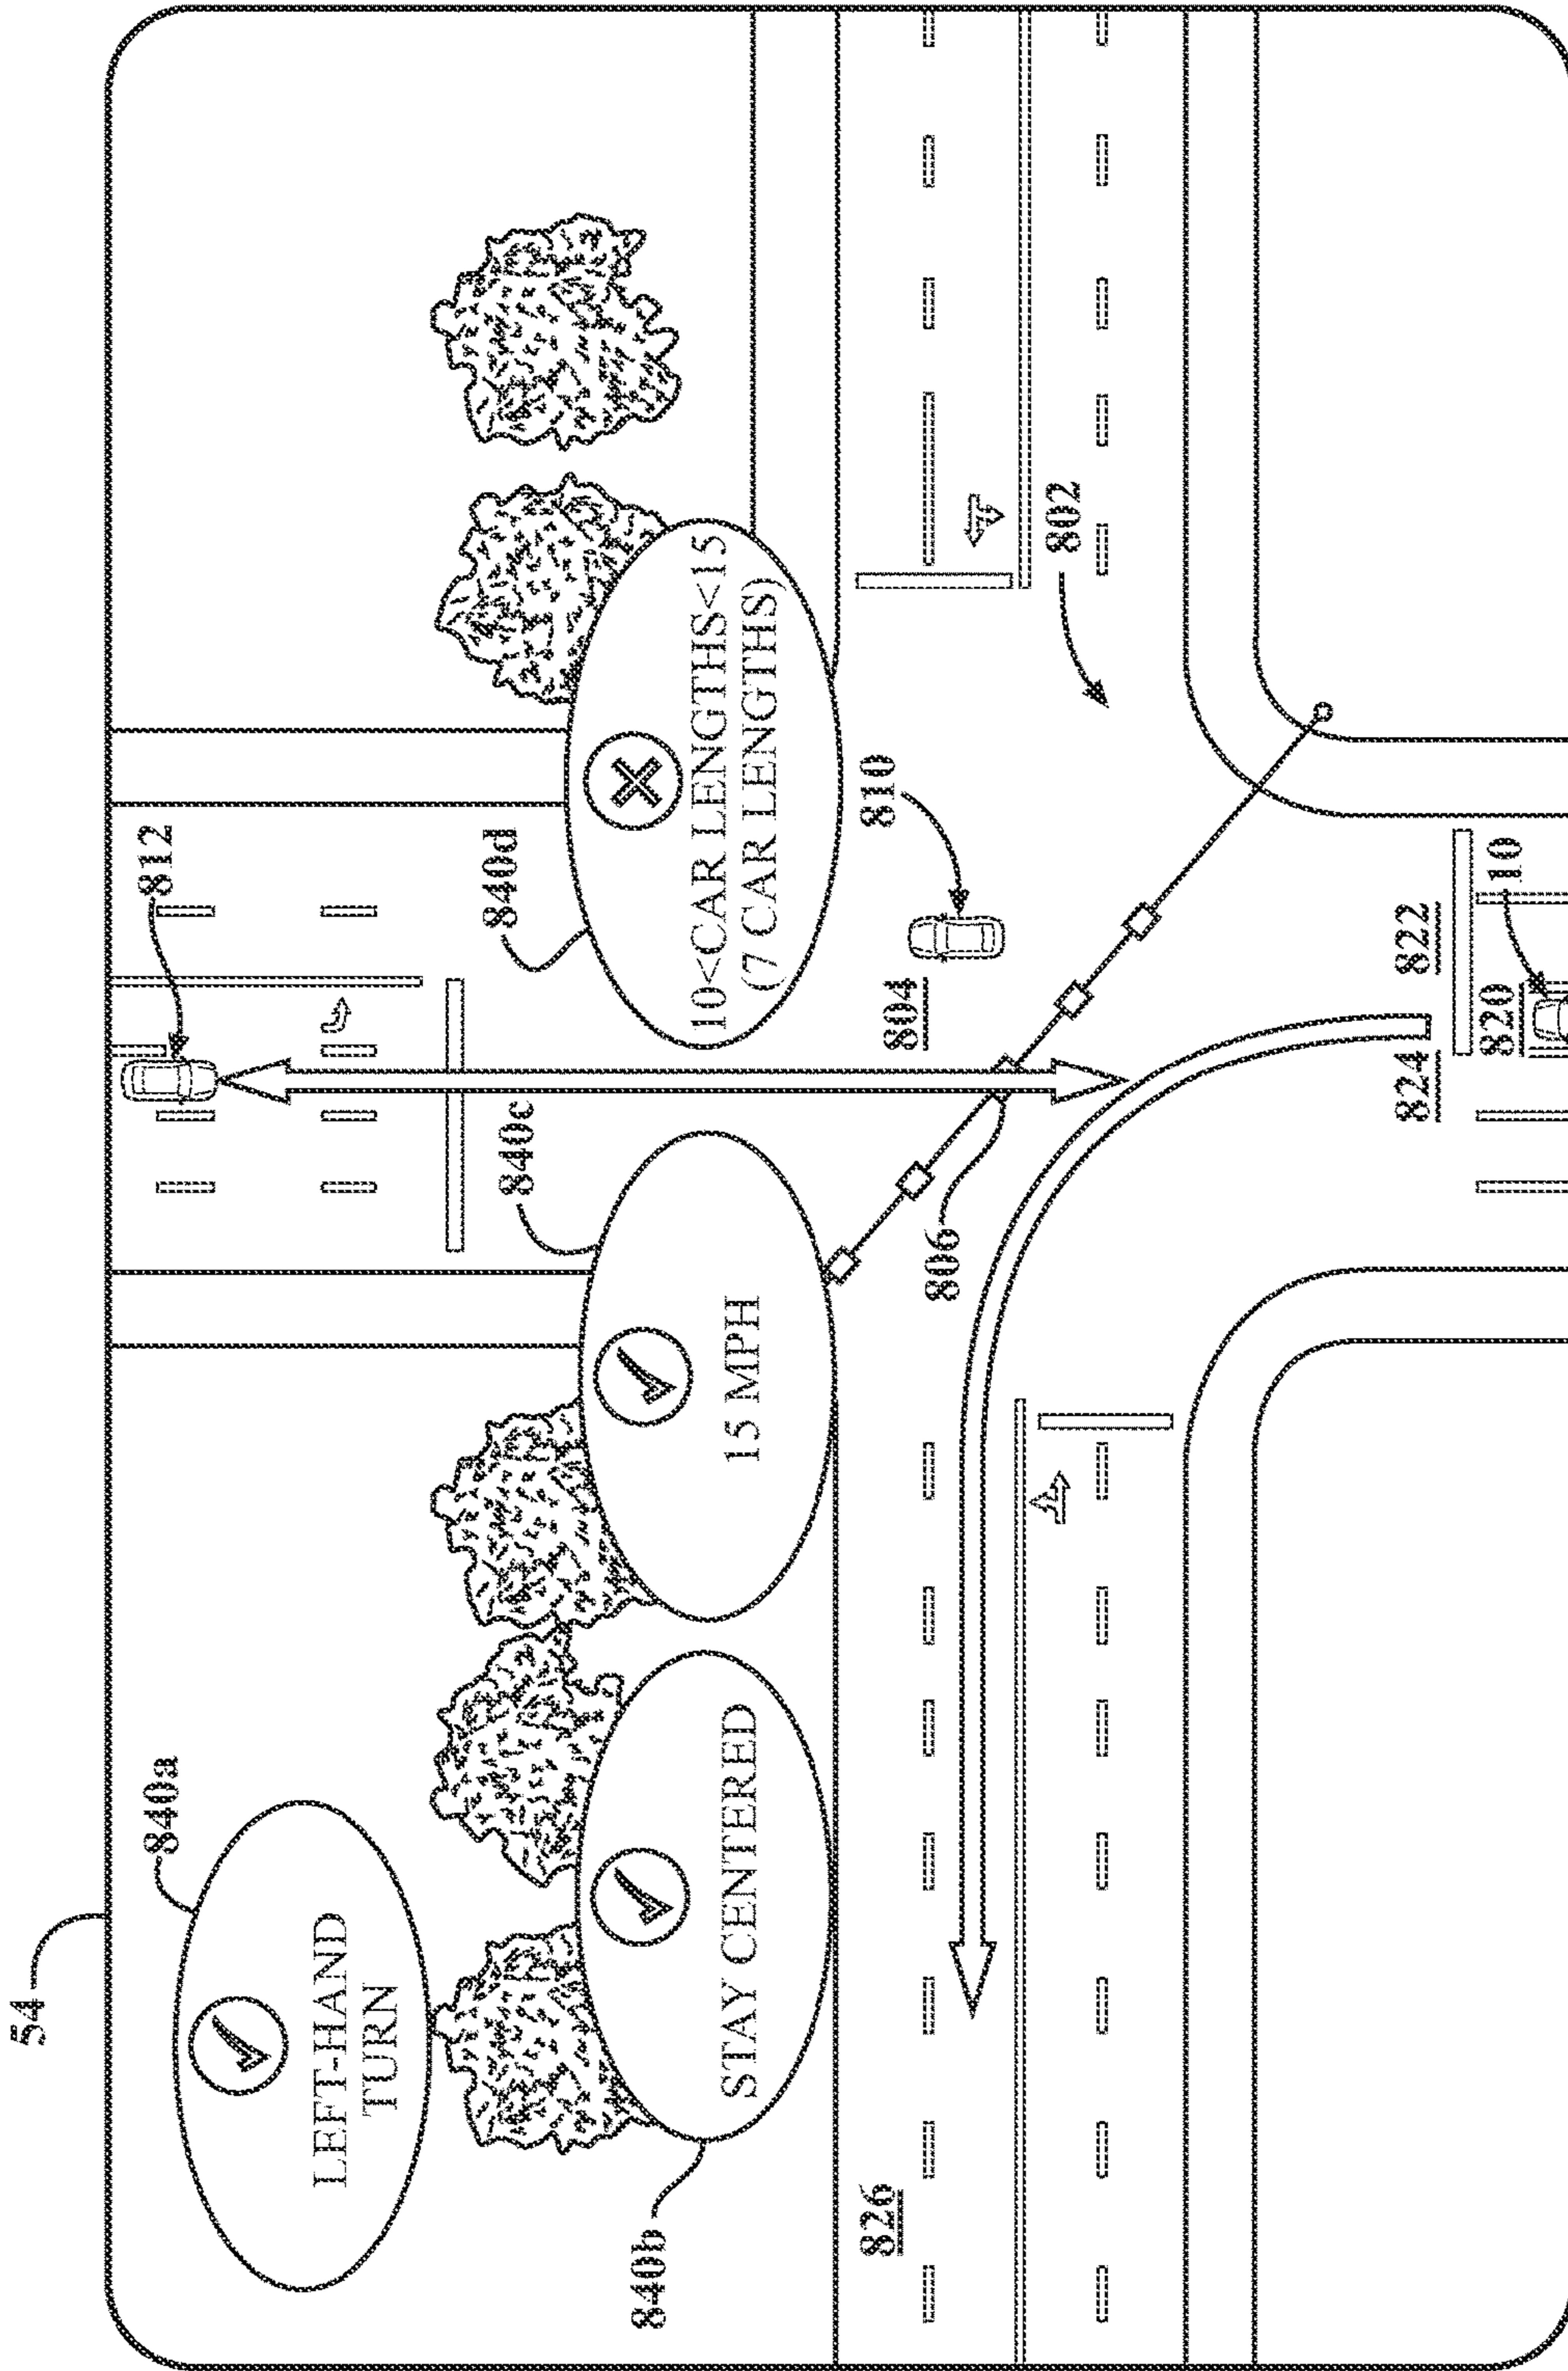 54
840a
LEFT-HAND
TURN
812
840b
STAY CENTERED
840c
15 MPH
840d
10<CAR LENGTHS<15
(7 CAR LENGTHS)
826
806
804
810
802
824
820
822
10